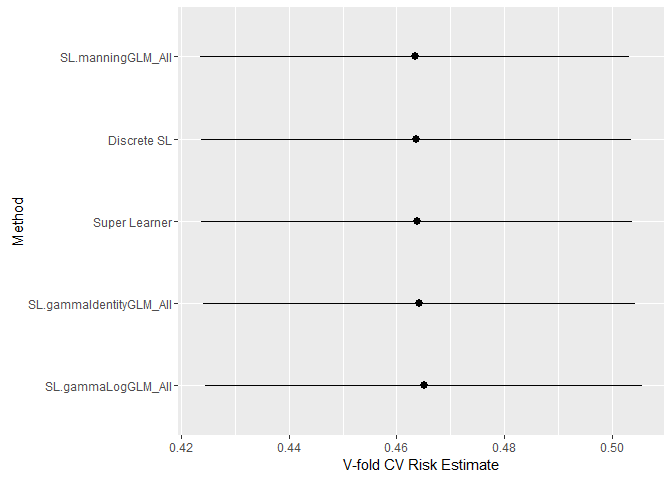 SL.manningGLM_All
Discrete SL
Super Learner
SL.gammaIdentityGLM_All
SL.gammaLogGLM_All
Method
0.42 0.44 0.46 0.48 0.50
V-fold CV Risk Estimate